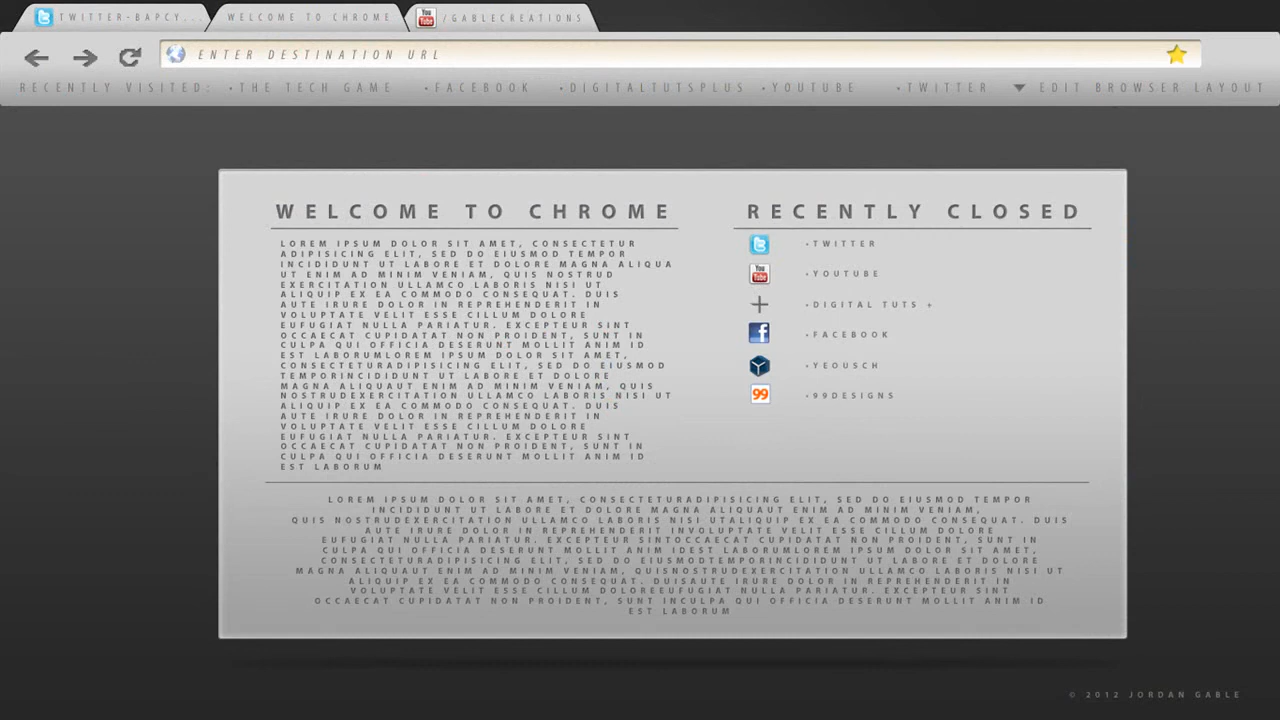 TWITTER-BAPCY...
WELCOME TO CHROME
You Tube /GABLECREATIONS
ENTER DESTINATION URL
RECENTLY VISITED: •THE TECH GAME •FACEBOOK •DIGITALTUTSPLUS •YOUTUBE •TWITTER EDIT BROWSER LAYOUT
WELCOME TO CHROME
LOREM IPSUM DOLOR SIT AMET, CONSECTETUR
ADIPISICING ELIT, SED DO EIUSMOD TEMPOR
INCIDIDUNT UT LABORE ET DOLORE MAGNA ALIQUA
UT ENIM AD MINIM VENIAM, QUIS NOSTRUD
EXERCITATION ULLAMCO LABORIS NISI UT
ALIQUIP EX EA COMMODO CONSEQUAT. DUIS
AUTE IRURE DOLOR IN REPREHENDERIT IN
VOLUPTATE VELIT ESSE CILLUM DOLORE
EUFUGIAT NULLA PARIATUR. EXCEPTEUR SINT
OCCAECAT CUPIDATAT NON PROIDENT, SUNT IN
CULPA QUI OFFICIA DESERUNT MOLLIT ANIM ID
EST LABORUMLOREM IPSUM DOLOR SIT AMET,
CONSECTETURADIPISICING ELIT, SED DO EIUSMOD
TEMPORINCIDIDUNT UT LABORE ET DOLORE
MAGNA ALIQUAUT ENIM AD MINIM VENIAM, QUIS
NOSTRUDEXERCITATION ULLAMCO LABORIS NISI UT
ALIQUIP EX EA COMMODO CONSEQUAT. DUIS
AUTE IRURE DOLOR IN REPREHENDERIT IN
VOLUPTATE VELIT ESSE CILLUM DOLORE
EUFUGIAT NULLA PARIATUR. EXCEPTEUR SINT
OCCAECAT CUPIDATAT NON PROIDENT, SUNT IN
CULPA QUI OFFICIA DESERUNT MOLLIT ANIM ID
EST LABORUM
RECENTLY CLOSED
•TWITTER
You Tube •YOUTUBE
•DIGITAL TUTS +
f •FACEBOOK
•YEOUSCH
99 •99DESIGNS
LOREM IPSUM DOLOR SIT AMET, CONSECTETURADIPISICING ELIT, SED DO EIUSMOD TEMPOR
INCIDIDUNT UT LABORE ET DOLORE MAGNA ALIQUAUT ENIM AD MINIM VENIAM,
QUIS NOSTRUDEXERCITATION ULLAMCO LABORIS NISI UTALIQUIP EX EA COMMODO CONSEQUAT. DUIS
AUTE IRURE DOLOR IN REPREHENDERIT INVOLUPTATE VELIT ESSE CILLUM DOLORE
EUFUGIAT NULLA PARIATUR. EXCEPTEUR SINTOCCAECAT CUPIDATAT NON PROIDENT, SUNT IN
CULPA QUI OFFICIA DESERUNT MOLLIT ANIM IDEST LABORUMLOREM IPSUM DOLOR SIT AMET,
CONSECTETURADIPISICING ELIT, SED DO EIUSMODTEMPORINCIDIDUNT UT LABORE ET DOLORE
MAGNA ALIQUAUT ENIM AD MINIM VENIAM, QUISNOSTRUDEXERCITATION ULLAMCO LABORIS NISI UT
ALIQUIP EX EA COMMODO CONSEQUAT. DUISAUTE IRURE DOLOR IN REPREHENDERIT IN
VOLUPTATE VELIT ESSE CILLUM DOLOREEUFUGIAT NULLA PARIATUR. EXCEPTEUR SINT
OCCAECAT CUPIDATAT NON PROIDENT, SUNT INCULPA QUI OFFICIA DESERUNT MOLLIT ANIM ID
EST LABORUM
© 2012 JORDAN GABLE